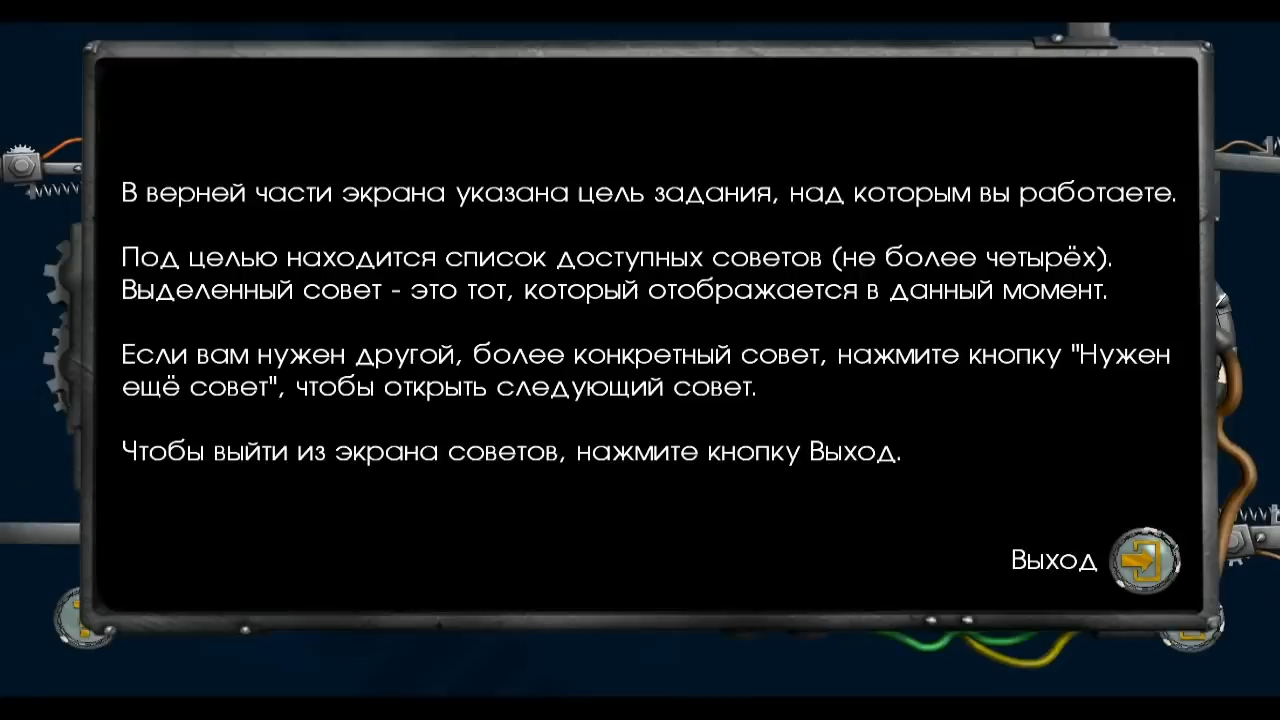 В верней части экрана указана цель задания, над которым вы работаете.
Под целью находится список доступных советов (не более четырёх).
Выделенный совет - это тот, который отображается в данный момент.
Если вам нужен другой, более конкретный совет, нажмите кнопку "Нужен
ещё совет", чтобы открыть следующий совет.
Чтобы выйти из экрана советов, нажмите кнопку Выход.
Выход